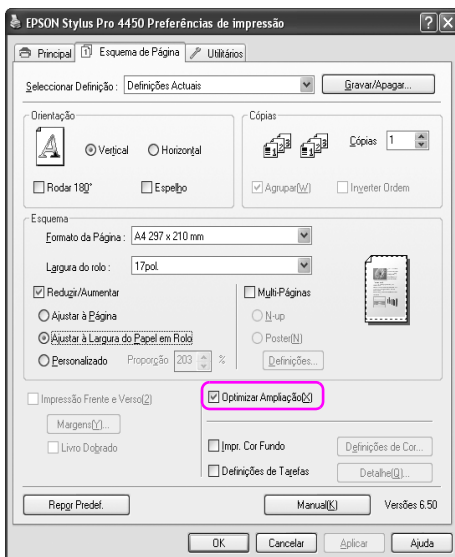 EPSON Stylus Pro 4450 Preferências de impressão
Principal Esquema de Página Utilitários
Seleccionar Definição : Definições Actuais Gravar/Apagar...
Orientação
Vertical Horizontal
Rodar 180° Espelho
Cópias
Cópias 1
Agrupar(W) Inverter Ordem
Esquema
Formato da Página : A4 297 x 210 mm
Largura do rolo : 17pol.
Reduzir/Aumentar
Ajustar à Página
Ajustar à Largura do Papel em Rolo
Personalizado Proporção 203 %
Multi-Páginas
N-up
Poster(N)
Definições...
Impressão Frente e Verso(2)
Margens(Y)...
Livro Dobrado
Optimizar Ampliação(X)
Impr. Cor Fundo Definições de Cor...
Definições de Tarefas Detalhe(Q)...
Repor Predef. Manual(K) Versões 6.50
OK Cancelar Aplicar Ajuda